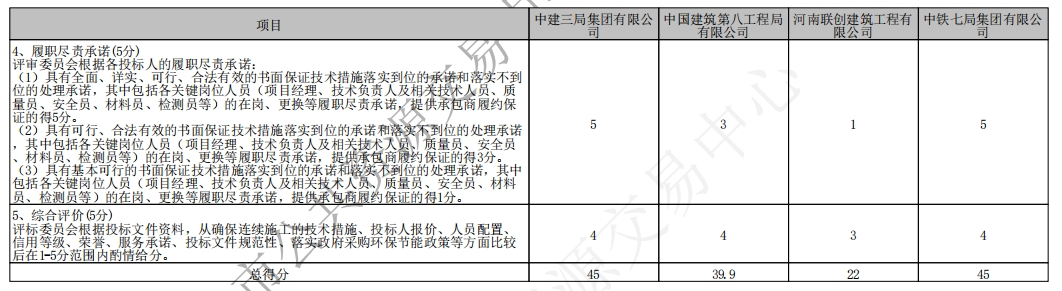 项目
中建三局集团有限公
司
中国建筑第八工程局
有限公司
河南联创建筑工程有
限公司
中铁七局集团有限公
司
4、履职尽责承诺(5分)
评审委员会根据各投标人的履职尽责承诺:
（1）具有全面、详实、可行、合法有效的书面保证技术措施落实到位的承诺和落实不到
位的处理承诺，其中包括各关键岗位人员（项目经理、技术负责人及相关技术人员、质
量员、安全员、材料员、检测员等）的在岗、更换等履职尽责承诺，提供承包商履约保
证的得5分。
（2）具有可行、合法有效的书面保证技术措施落实到位的承诺和落实不到位的处理承诺
，其中包括各关键岗位人员（项目经理、技术负责人及相关技术人员、质量员、安全员
、材料员、检测员等）的在岗、更换等履职尽责承诺，提供承包商履约保证的得3分。
（3）具有基本可行的书面保证技术措施落实到位的承诺和落实不到位的处理承诺，其中
包括各关键岗位人员（项目经理、技术负责人及相关技术人员、质量员、安全员、材料
员、检测员等）的在岗、更换等履职尽责承诺，提供承包商履约保证的得1分。
5
3
1
5
5、综合评价(5分)
评标委员会根据投标文件资料，从确保连续施工的技术措施、投标人报价、人员配置、
信用等级、荣誉、服务承诺、投标文件规范性、落实政府采购环保节能政策等方面比较
后在1-5分范围内酌情给分。
4
4
3
4
总得分
45
39.9
22
45
市公共资源交易中心
源交易中心